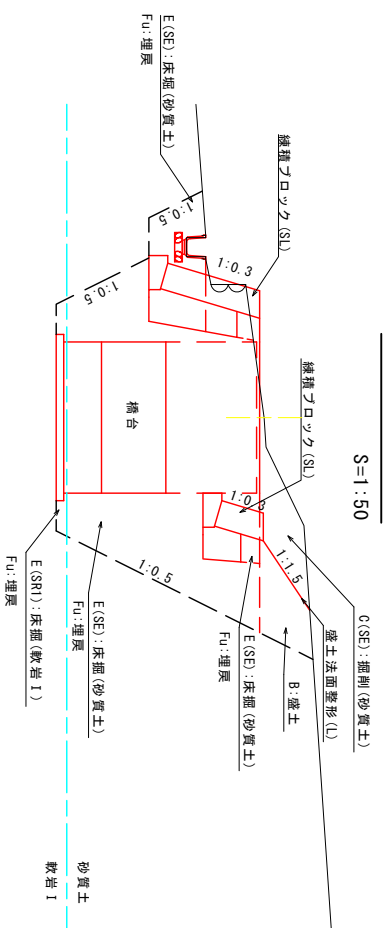 S=1:50
E(SE):床堀(砂質土)
Fu:埋戻
練積ブロック(SL)
練積ブロック(SL)
C(SE):掘削(砂質土)
盛土法面整形(L)
B:盛土
E(SE):床掘(砂質土)
Fu:埋戻
1:0.5
1:0.3
1:0.5
橋台
1:0.3
1:1.5
1:0.5
E(SE):床掘(砂質土)
Fu:埋戻
E(SR1):床掘(軟岩Ⅰ)
Fu:埋戻
砂質土
軟岩Ⅰ